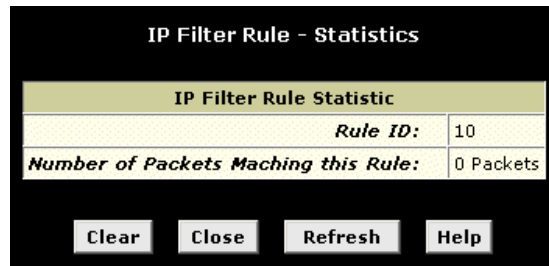 IP Filter Rule - Statistics
IP Filter Rule Statistic
Rule ID: 10
Number of Packets Maching this Rule: 0 Packets
Clear Close Refresh Help